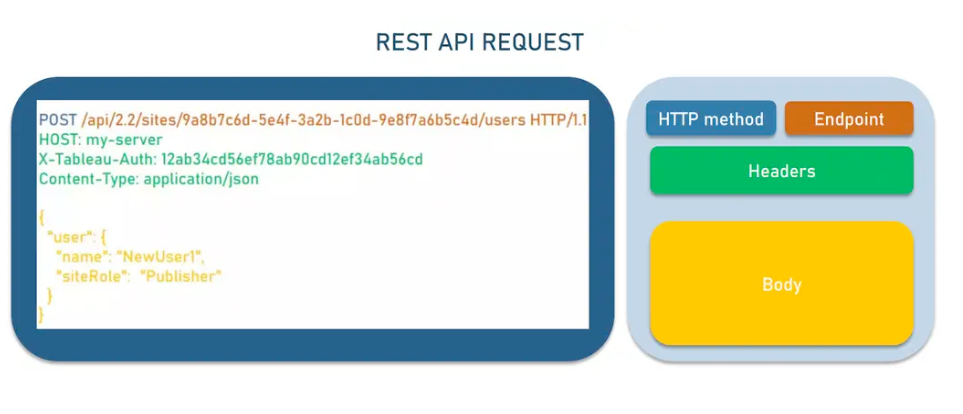 REST API REQUEST
POST /api/2.2/sites/9a8b7c6d-5e4f-3a2b-1c0d-9e8f7a6b5c4d/users HTTP/1.1
HOST: my-server
X-Tableau-Auth: 12ab34cd56ef78ab90cd12ef34ab56cd
Content-Type: application/json
{
"user": {
"name": "NewUser1",
"siteRole": "Publisher"
}
}
HTTP method
Endpoint
Headers
Body